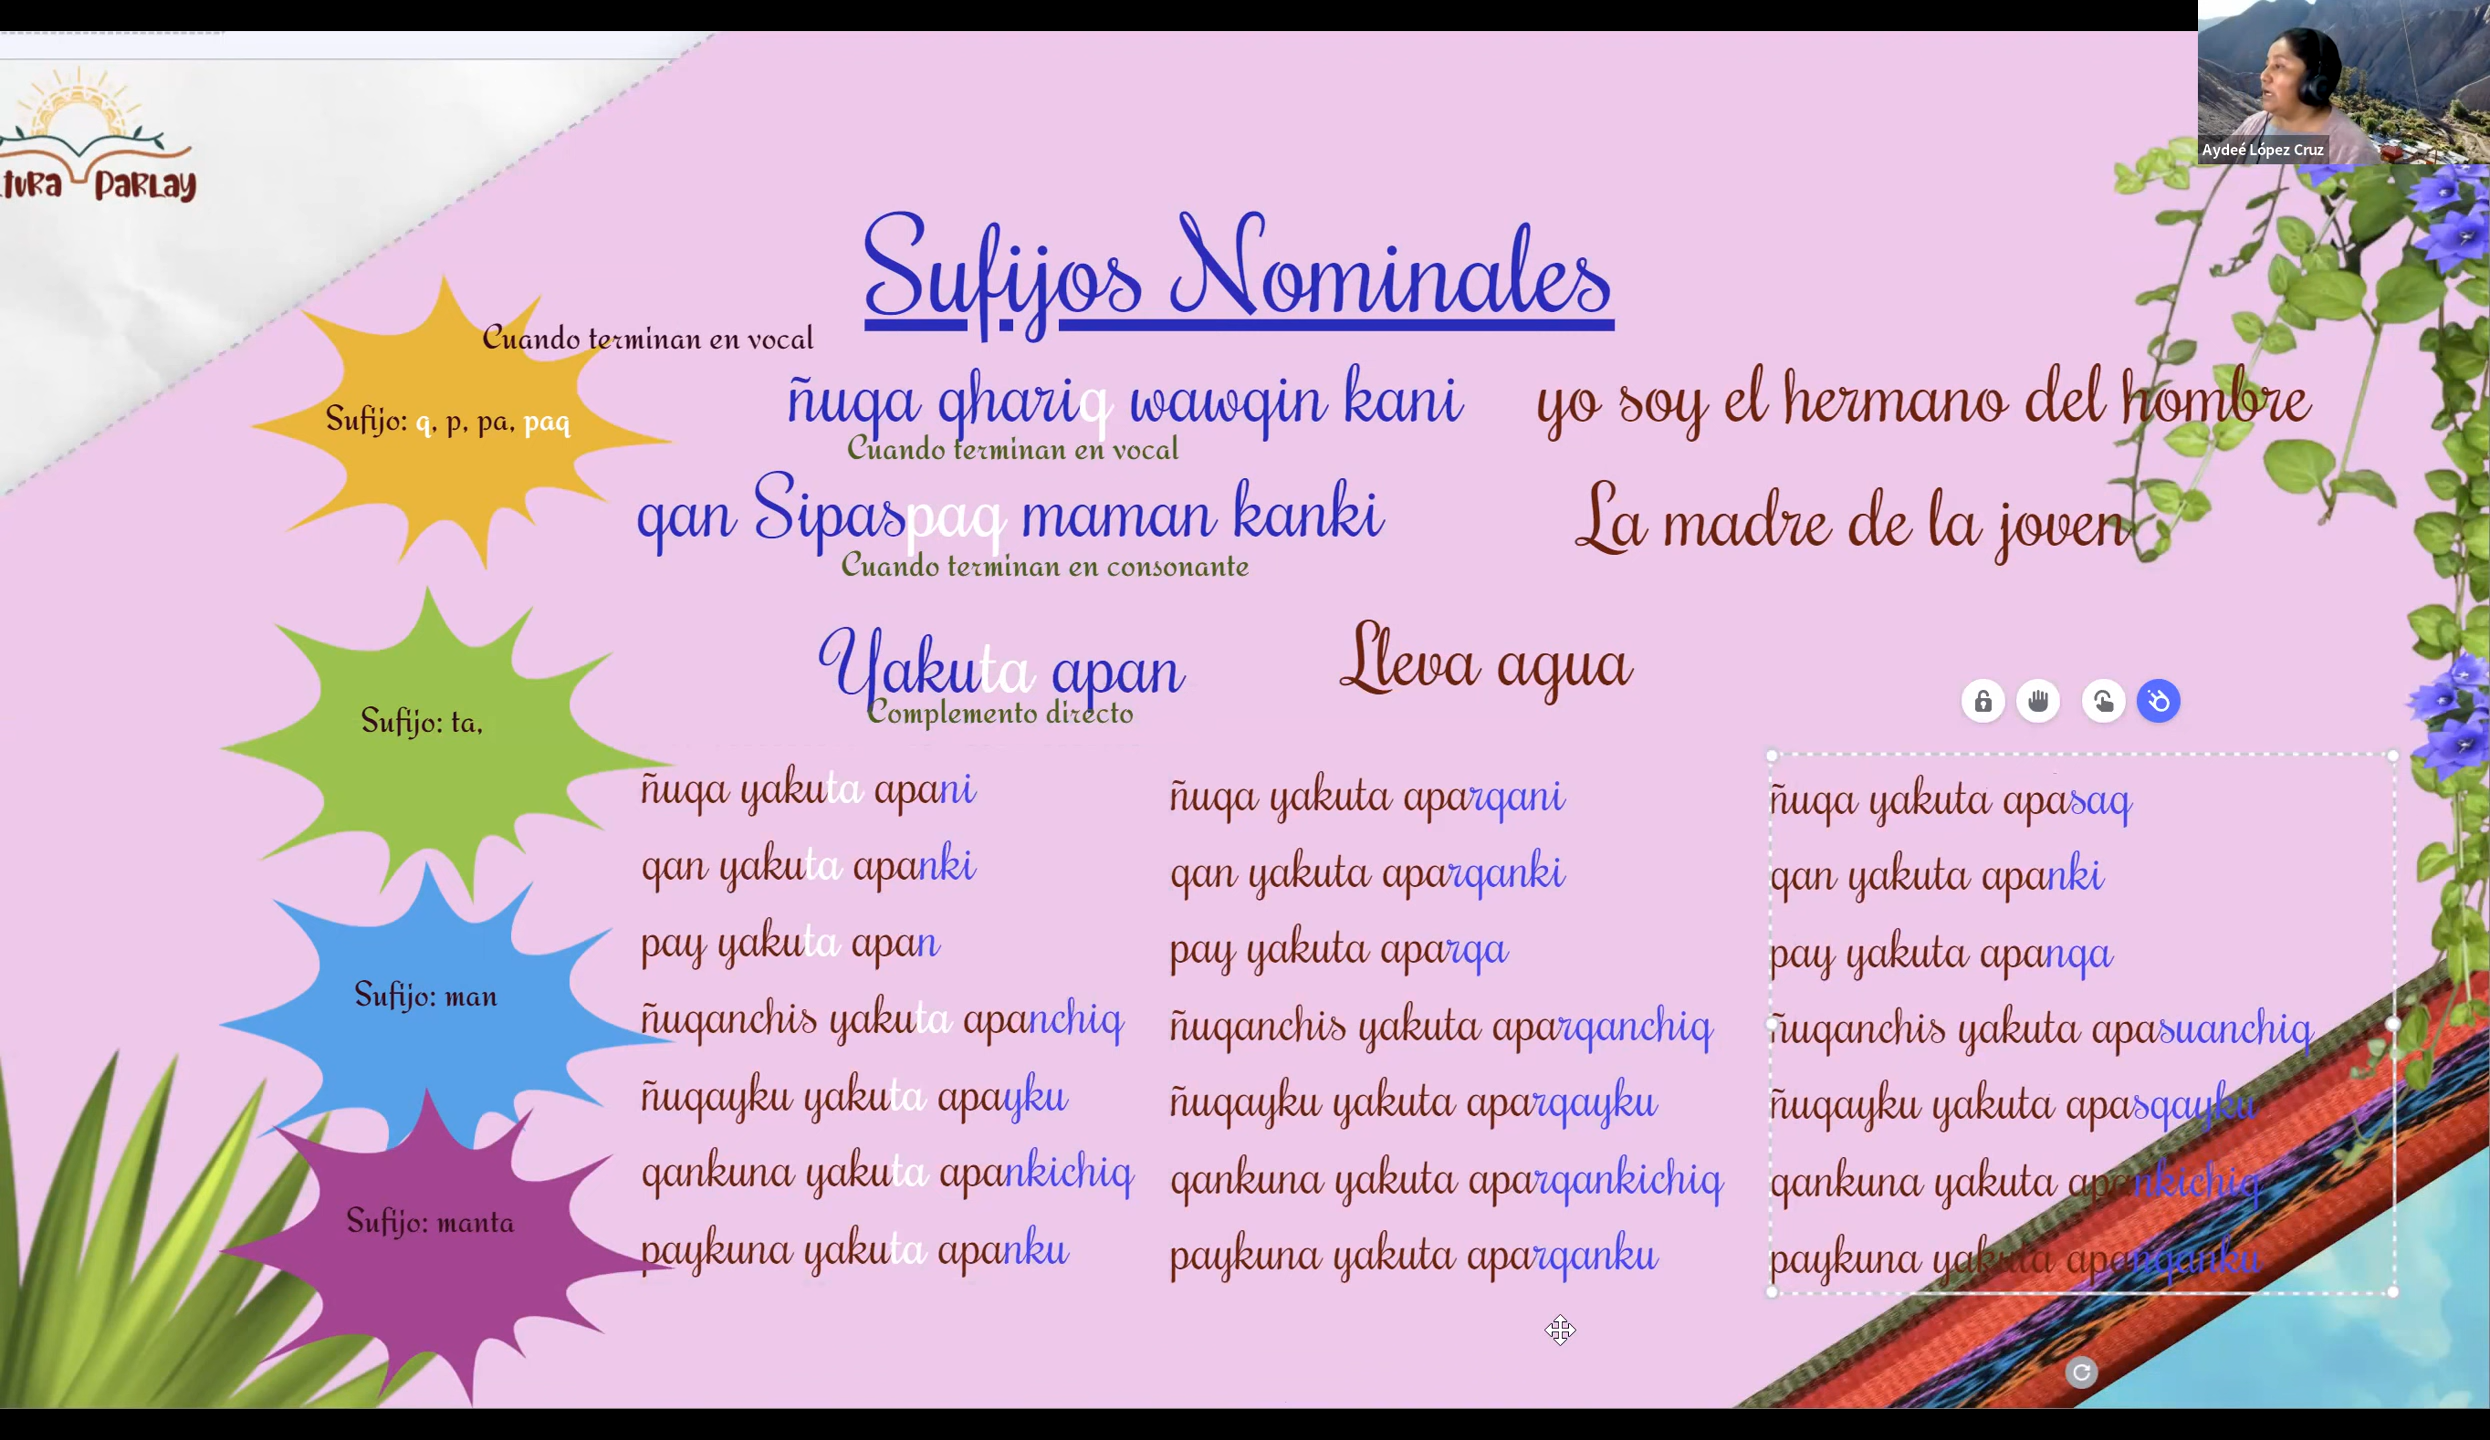 Aydeé López Cruz
tura Parlay
Sufijos Nominales
Cuando terminan en vocal
Sufijo: q, p, pa, paq
ñuqa qhariq wawqin kani
yo soy el hermano del hombre
Cuando terminan en vocal
qan Sipaspaq maman kanki
La madre de la joven
Cuando terminan en consonante
Sufijo: ta,
Yakuta apan
Lleva agua
Complemento directo
ñuqa yakuta apani
qan yakuta apanki
pay yakuta apan
ñuqanchis yakuta apanchiq
ñuqayku yakuta apayku
qankuna yakuta apankichiq
paykuna yakuta apanku
ñuqa yakuta aparqani
qan yakuta aparqanki
pay yakuta aparqa
ñuqanchis yakuta aparqanchiq
ñuqayku yakuta aparqayku
qankuna yakuta aparqankichiq
paykuna yakuta aparqanku
ñuqa yakuta apasaq
qan yakuta apanki
pay yakuta apanqa
ñuqanchis yakuta apasuanchiq
ñuqayku yakuta apasqayku
qankuna yakuta apankichiq
paykuna yakuta apanqanku
Sufijo: man
Sufijo: manta